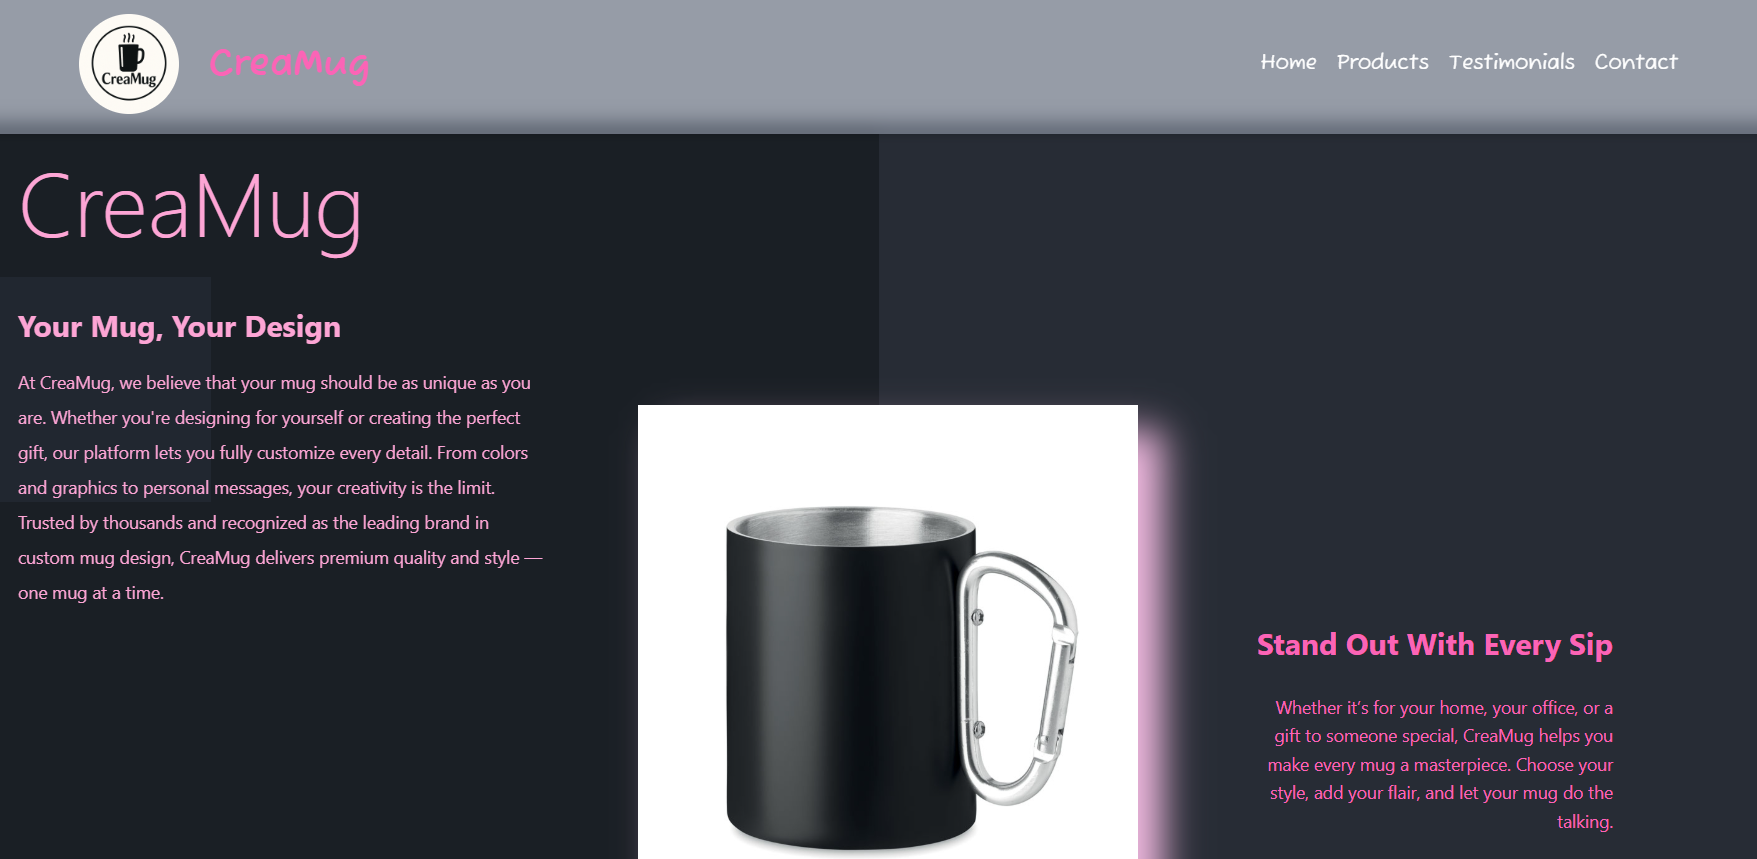 CreaMug
CreaMug
Home Products Testimonials Contact
CreaMug
Your Mug, Your Design
At CreaMug, we believe that your mug should be as unique as you
are. Whether you're designing for yourself or creating the perfect
gift, our platform lets you fully customize every detail. From colors
and graphics to personal messages, your creativity is the limit.
Trusted by thousands and recognized as the leading brand in
custom mug design, CreaMug delivers premium quality and style —
one mug at a time.
Stand Out With Every Sip
Whether it’s for your home, your office, or a
gift to someone special, CreaMug helps you
make every mug a masterpiece. Choose your
style, add your flair, and let your mug do the
talking.